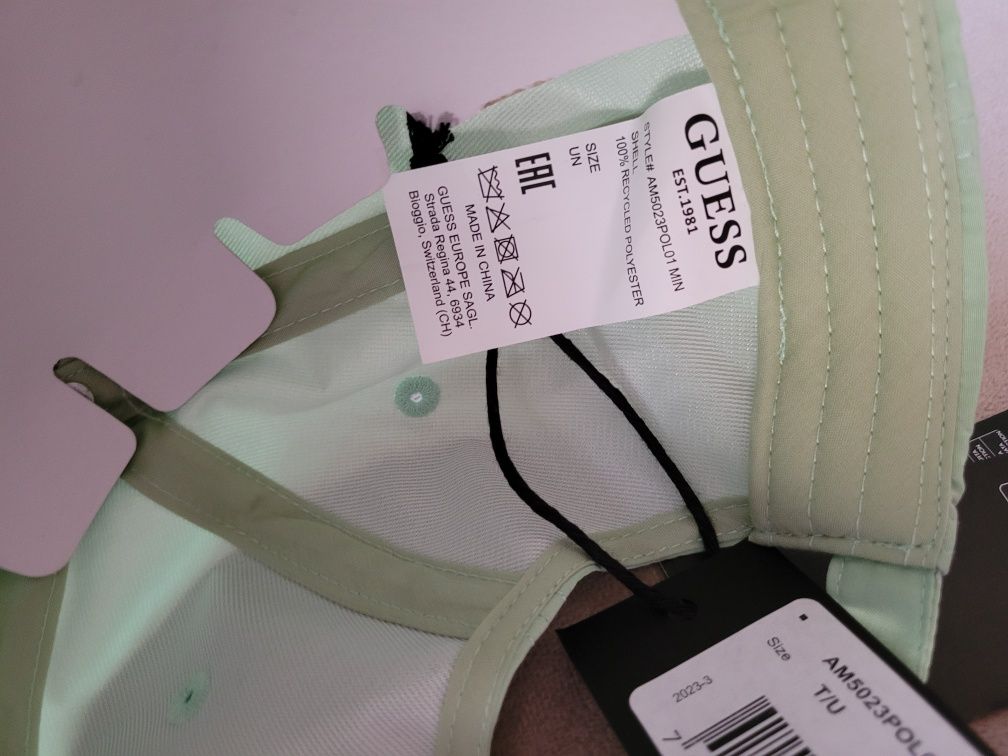 GUESS
EST.1981
STYLE# AM5023POL01 MIN
SHELL
100% RECYCLED POLYESTER
SIZE
UN
EAC
MADE IN CHINA
GUESS EUROPE SAGL,
Strada Regina 44, 6934
Bioggio, Switzerland (CH)
AM5023POL
Size
T/U
2023-3
7